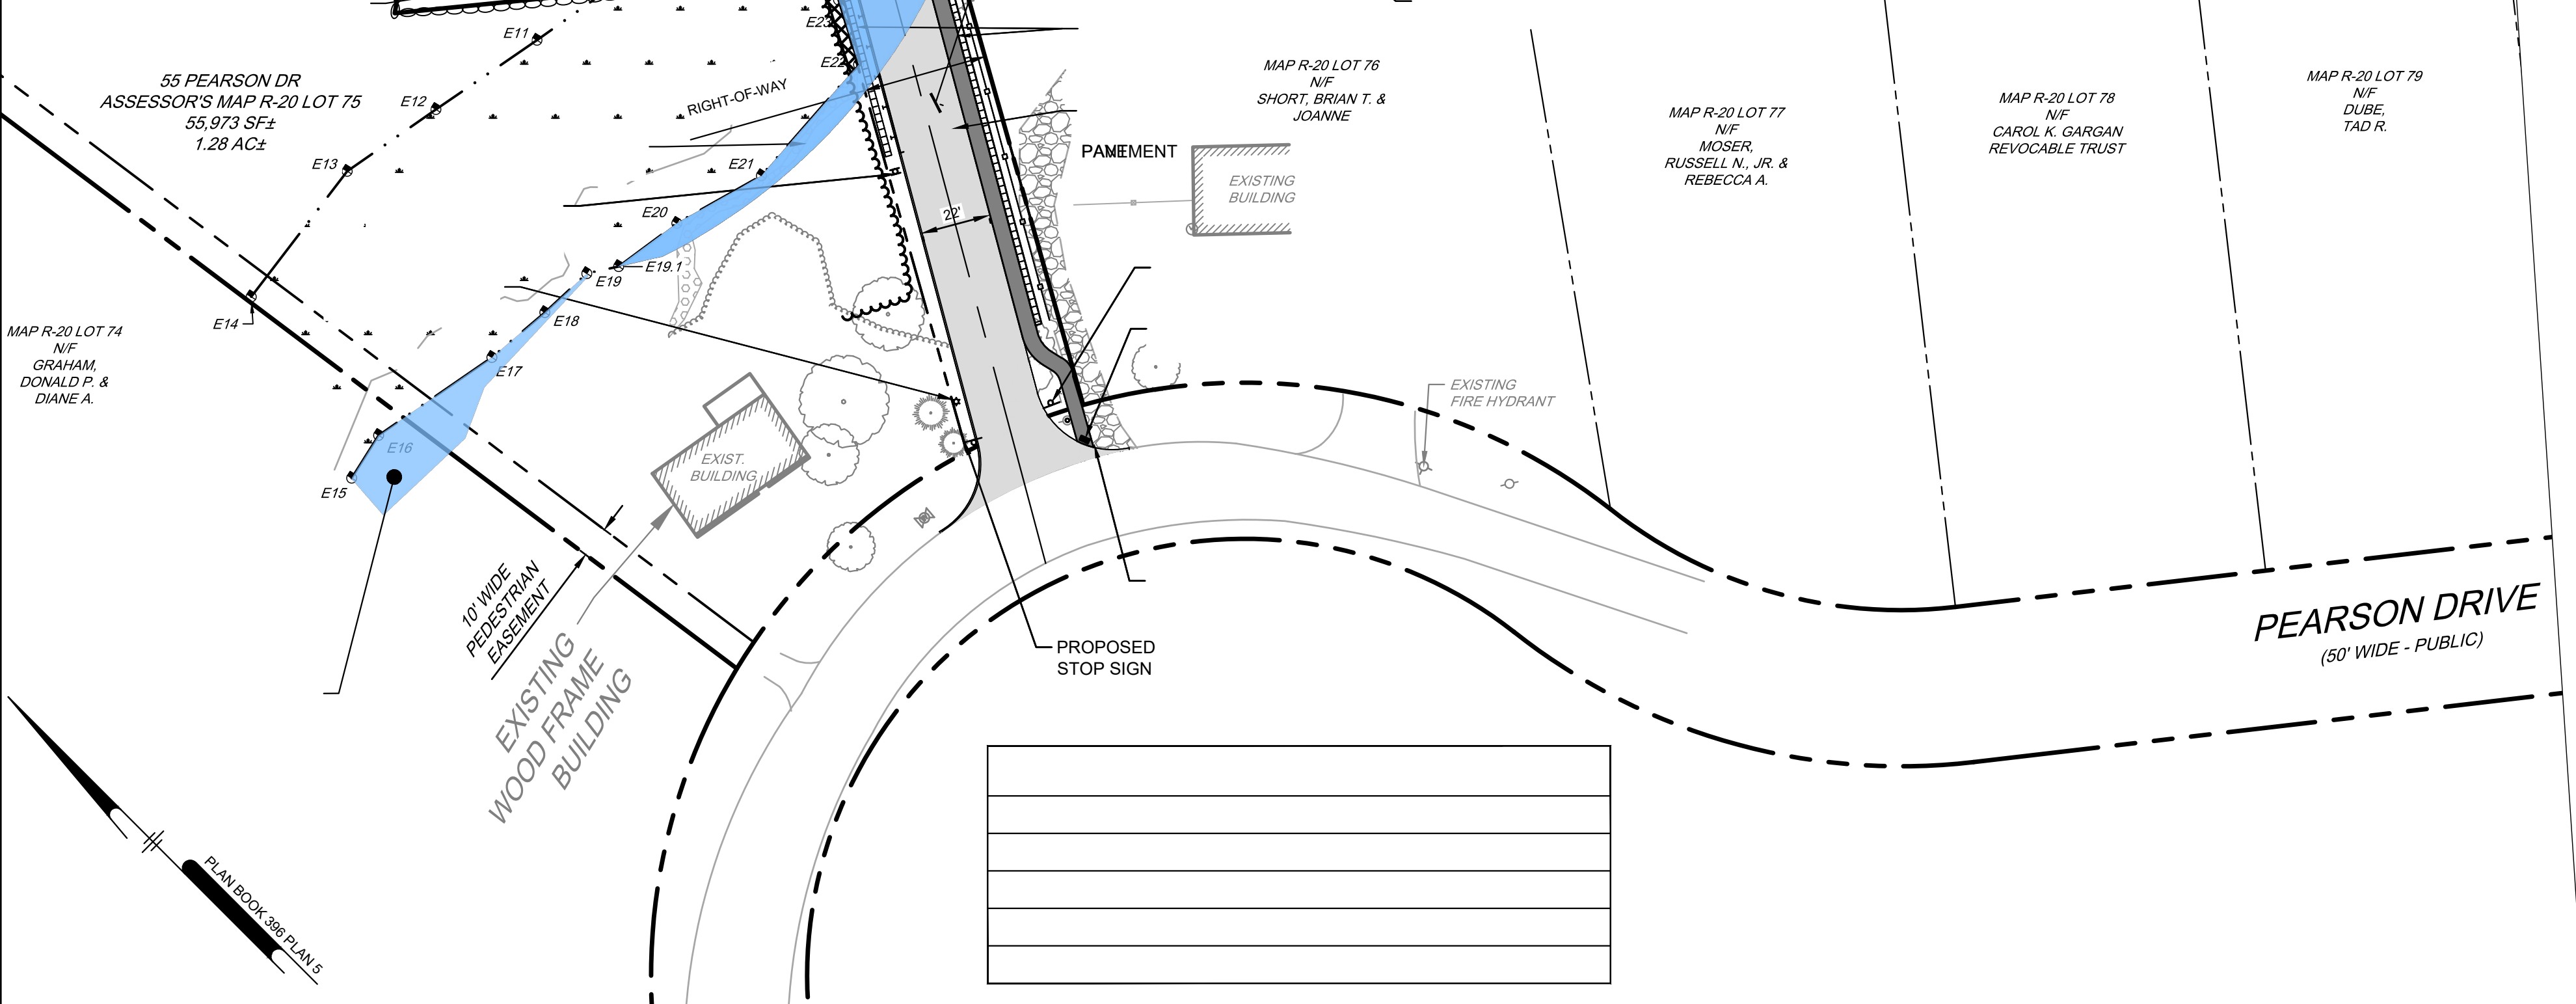 E11
E12
E13
E14
55 PEARSON DR
ASSESSOR'S MAP R-20 LOT 75
55,973 SF±
1.28 AC±
MAP R-20 LOT 74
N/F
GRAHAM,
DONALD P. &
DIANE A.
E15
E16
E17
E18
E19
E19.1
E20
E21
E22
E23
RIGHT-OF-WAY
22'
PAVEMENT
EXISTING
BUILDING
MAP R-20 LOT 76
N/F
SHORT, BRIAN T. &
JOANNE
MAP R-20 LOT 77
N/F
MOSER,
RUSSELL N., JR. &
REBECCA A.
MAP R-20 LOT 78
N/F
CAROL K. GARGAN
REVOCABLE TRUST
MAP R-20 LOT 79
N/F
DUBE,
TAD R.
EXISTING
FIRE HYDRANT
EXIST.
BUILDING
10' WIDE
PEDESTRIAN
EASEMENT
EXISTING
WOOD FRAME
BUILDING
PROPOSED
STOP SIGN
PEARSON DRIVE
(50' WIDE - PUBLIC)
PLAN BOOK 396 PLAN 5